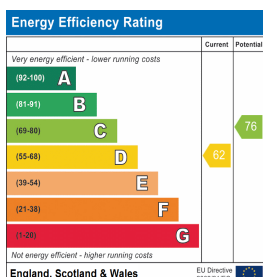 Energy Efficiency Rating
Current Potential
Very energy efficient - lower running costs
(92-100) A
(81-91) B
(69-80) C
76
(55-68) D
62
(39-54) E
(21-38) F
(1-20) G
Not energy efficient - higher running costs
England, Scotland & Wales
EU Directive